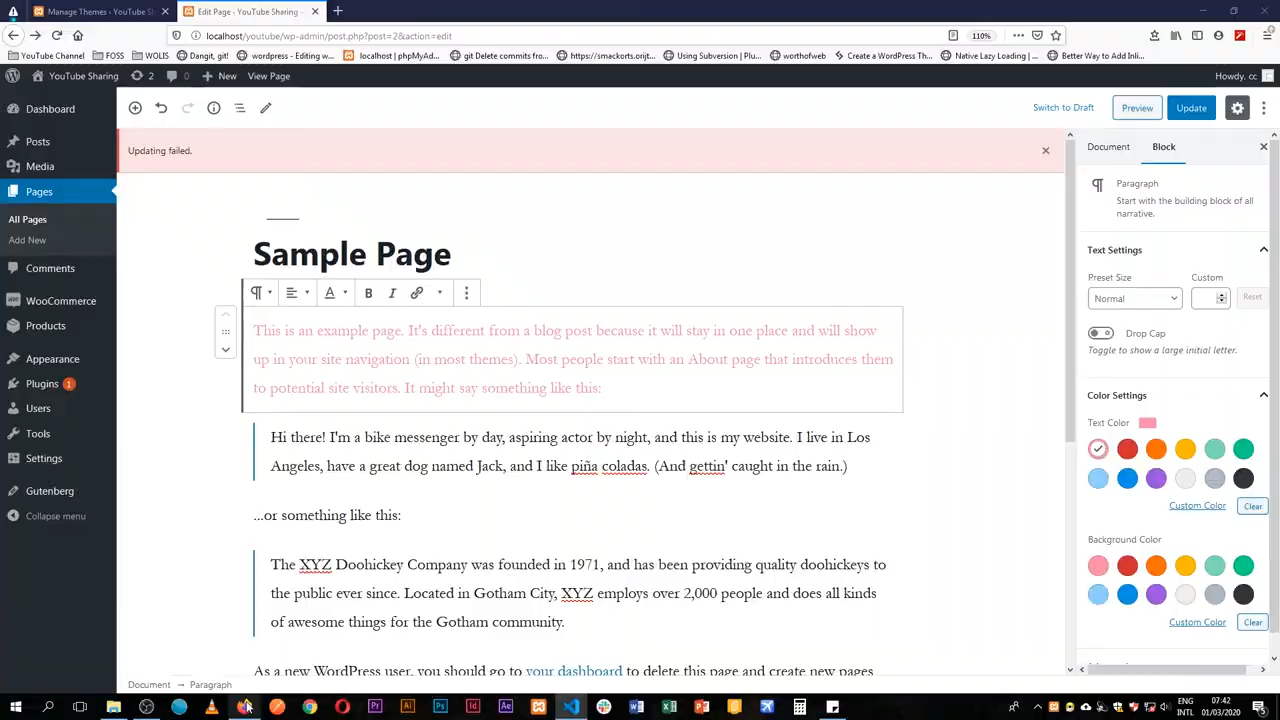 Manage Themes ‹ YouTube Sh
Edit Page ‹ YouTube Sharing —
localhost/youtube/wp-admin/post.php?post=2&action=edit
110%
YouTube Channel
FOSS
WOLIS
Dangit, git!
wordpress - Editing w...
localhost | phpMyAd...
git Delete commits fro...
https://smackorts.orijt...
Using Subversion | Plu...
worthofweb
Create a WordPress Th...
Native Lazy Loading |...
Better Way to Add Inli...
YouTube Sharing
2
0
New
View Page
Howdy, cc
Dashboard
Posts
Media
Pages
All Pages
Add New
Comments
WooCommerce
Products
Appearance
Plugins 1
Users
Tools
Settings
Gutenberg
Collapse menu
Switch to Draft
Preview
Update
Updating failed.
Sample Page
A
B
I
This is an example page. It's different from a blog post because it will stay in one place and will show
up in your site navigation (in most themes). Most people start with an About page that introduces them
to potential site visitors. It might say something like this:
Hi there! I'm a bike messenger by day, aspiring actor by night, and this is my website. I live in Los
Angeles, have a great dog named Jack, and I like piña coladas. (And gettin' caught in the rain.)
...or something like this:
The XYZ Doohickey Company was founded in 1971, and has been providing quality doohickeys to
the public ever since. Located in Gotham City, XYZ employs over 2,000 people and does all kinds
of awesome things for the Gotham community.
As a new WordPress user, you should go to your dashboard to delete this page and create new pages
Document → Paragraph
Document
Block
Paragraph
Start with the building block of all
narrative.
Text Settings
Preset Size
Custom
Normal
Reset
Drop Cap
Toggle to show a large initial letter.
Color Settings
Text Color
Custom Color
Clear
Background Color
Custom Color
Clear
Pr
Ai
Ps
Id
Ae
ENG
INTL
07:42
01/03/2020